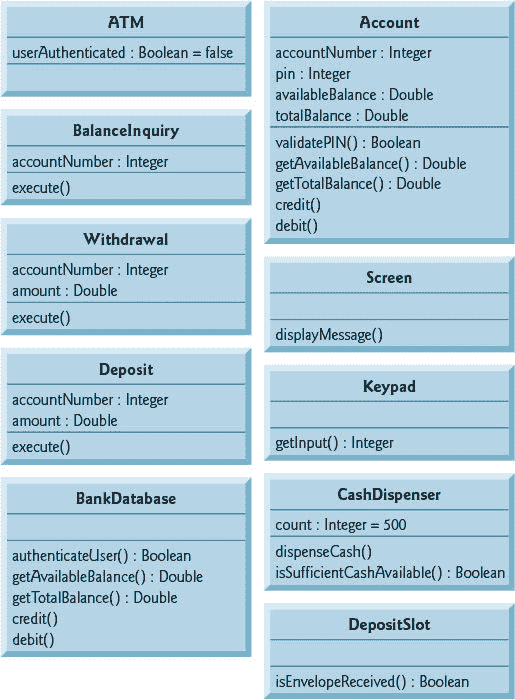 ATM
userAuthenticated : Boolean = false
BalanceInquiry
accountNumber : Integer
execute()
Withdrawal
accountNumber : Integer
amount : Double
execute()
Deposit
accountNumber : Integer
amount : Double
execute()
BankDatabase
authenticateUser() : Boolean
getAvailableBalance() : Double
getTotalBalance() : Double
credit()
debit()
Account
accountNumber : Integer
pin : Integer
availableBalance : Double
totalBalance : Double
validatePIN() : Boolean
getAvailableBalance() : Double
getTotalBalance() : Double
credit()
debit()
Screen
displayMessage()
Keypad
getInput() : Integer
CashDispenser
count : Integer = 500
dispenseCash()
isSufficientCashAvailable() : Boolean
DepositSlot
isEnvelopeReceived() : Boolean